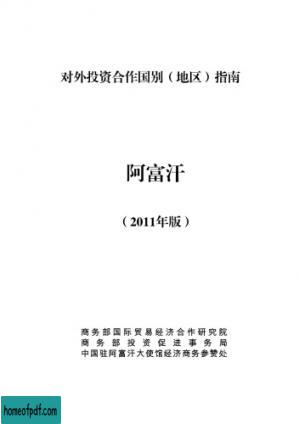 对外投资合作国别（地区）指南
阿富汗
（2011年版）
商务部国际贸易经济合作研究院
商务部投资促进事务局
中国驻阿富汗大使馆经济商务参赞处
homeofpdf.com